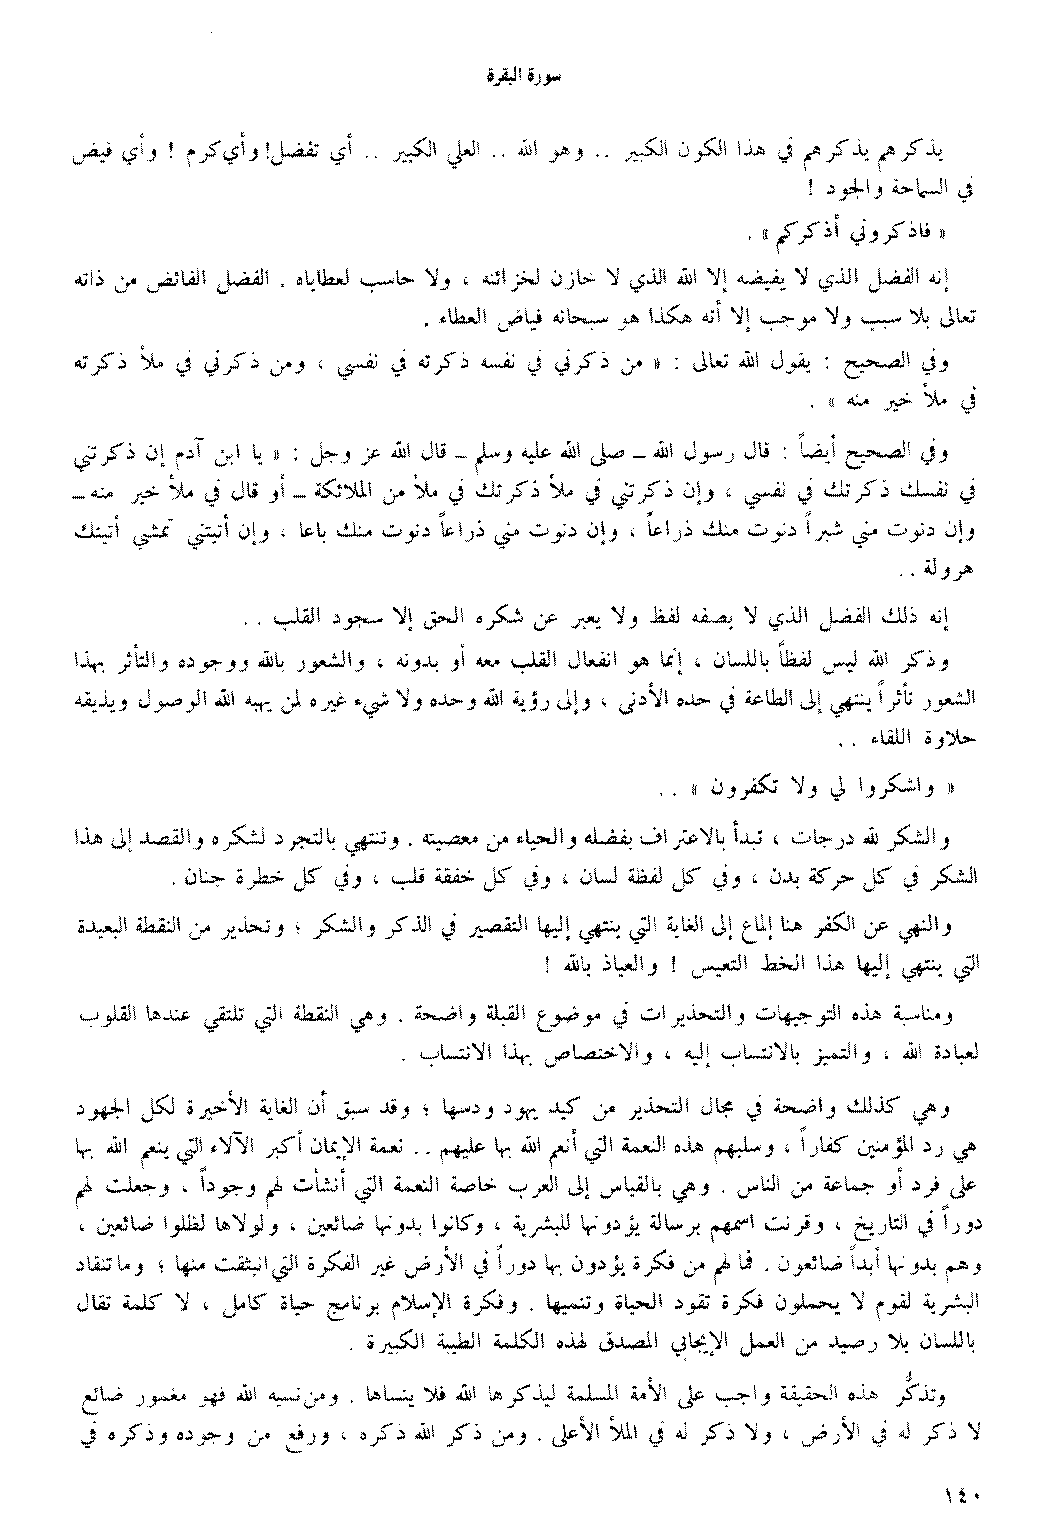 سورة البقرة
يذكرهم يذكرهم في هذا الكون الكبير .. وهو الله .. العلي الكبير .. أي تفضل! وأي كرم ! وأي فيض
في السماحة والجود !
« فاذكروني أذكركم » .
إنه الفضل الذي لا يفيضه إلا الله الذي لا خازن لخزائنه ، ولا حاسب لعطاياه . الفضل الفائض من ذاته
تعالى بلا سبب ولا موجب إلا أنه هكذا هو سبحانه فياض العطاء .
وفي الصحيح : يقول الله تعالى : « من ذكرني في نفسه ذكرته في نفسي ، ومن ذكرني في ملأ ذكرته
في ملأ خير منه » .
وفي الصحيح أيضاً : قال رسول الله ــ صلى الله عليه وسلم ــ قال الله عز وجل : « يا ابن آدم إن ذكرتني
في نفسك ذكرتك في نفسي ، وإن ذكرتني في ملأ ذكرتك في ملأ من الملائكة ــ أو قال في ملأ خير منه ــ
وإن دنوت مني شبراً دنوت منك ذراعاً ، وإن دنوت مني ذراعاً دنوت منك باعا ، وإن أتيتني تمشي أتيتك
هرولة ..
إنه ذلك الفضل الذي لا يصفه لفظ ولا يعبر عن شكره الحق إلا سجود القلب ..
وذكر الله ليس لفظاً باللسان ، إنما هو انفعال القلب معه أو بدونه ، والشعور بالله ووجوده والتأثر بهذا
الشعور تأثراً ينتهي إلى الطاعة في حده الأدنى ، وإلى رؤية الله وحده ولا شيء غيره لمن يهبه الله الوصول ويذيقه
حلاوة اللقاء ..
« واشكروا لي ولا تكفرون » ..
والشكر لله درجات ، تبدأ بالاعتراف بفضله والحياء من معصيته . وتنتهي بالتجرد لشكره والقصد إلى هذا
الشكر في كل حركة بدن ، وفي كل لفظة لسان ، وفي كل خفقة قلب ، وفي كل خطرة جنان .
والنهي عن الكفر هنا إلماع إلى الغاية التي ينتهي إليها التقصير في الذكر والشكر ؛ وتحذير من النقطة البعيدة
التي ينتهي إليها هذا الخط التعيس ! والعياذ بالله !
ومناسبة هذه التوجيهات والتحذيرات في موضوع القبلة واضحة . وهي النقطة التي تلتقي عندها القلوب
لعبادة الله ، والتميز بالانتساب إليه ، والاختصاص بهذا الانتساب .
وهي كذلك واضحة في مجال التحذير من كيد يهود ودسها ؛ وقد سبق أن الغاية الأخيرة لكل الجهود
هي رد المؤمنين كفاراً ، وسلبهم هذه النعمة التي أنعم الله بها عليهم .. نعمة الإيمان أكبر الآلاء التي ينعم الله بها
على فرد أو جماعة من الناس . وهي بالقياس إلى العرب خاصة النعمة التي أنشأت لهم وجوداً ، وجعلت لهم
دوراً في التاريخ ، وقرنت اسمهم برسالة يؤدونها للبشرية ، وكانوا بدونها ضائعين ، ولولاها لظلوا ضائعين ،
وهم بدونها أبداً ضائعون . فما لهم من فكرة يؤدون بها دوراً في الأرض غير الفكرة التي انبثقت منها ؛ وما تنقاد
البشرية لقوم لا يحملون فكرة تقود الحياة وتنميها . وفكرة الإسلام برنامج حياة كامل ، لا كلمة تقال
باللسان بلا رصيد من العمل الإيجابي المصدق لهذه الكلمة الطيبة الكبيرة .
وتذكُّر هذه الحقيقة واجب على الأمة المسلمة ليذكرها الله فلا ينساها . ومن نسيه الله فهو مغمور ضائع
لا ذكر له في الأرض ، ولا ذكر له في الملأ الأعلى . ومن ذكر الله ذكره ، ورفع من وجوده وذكره في
١٤٠